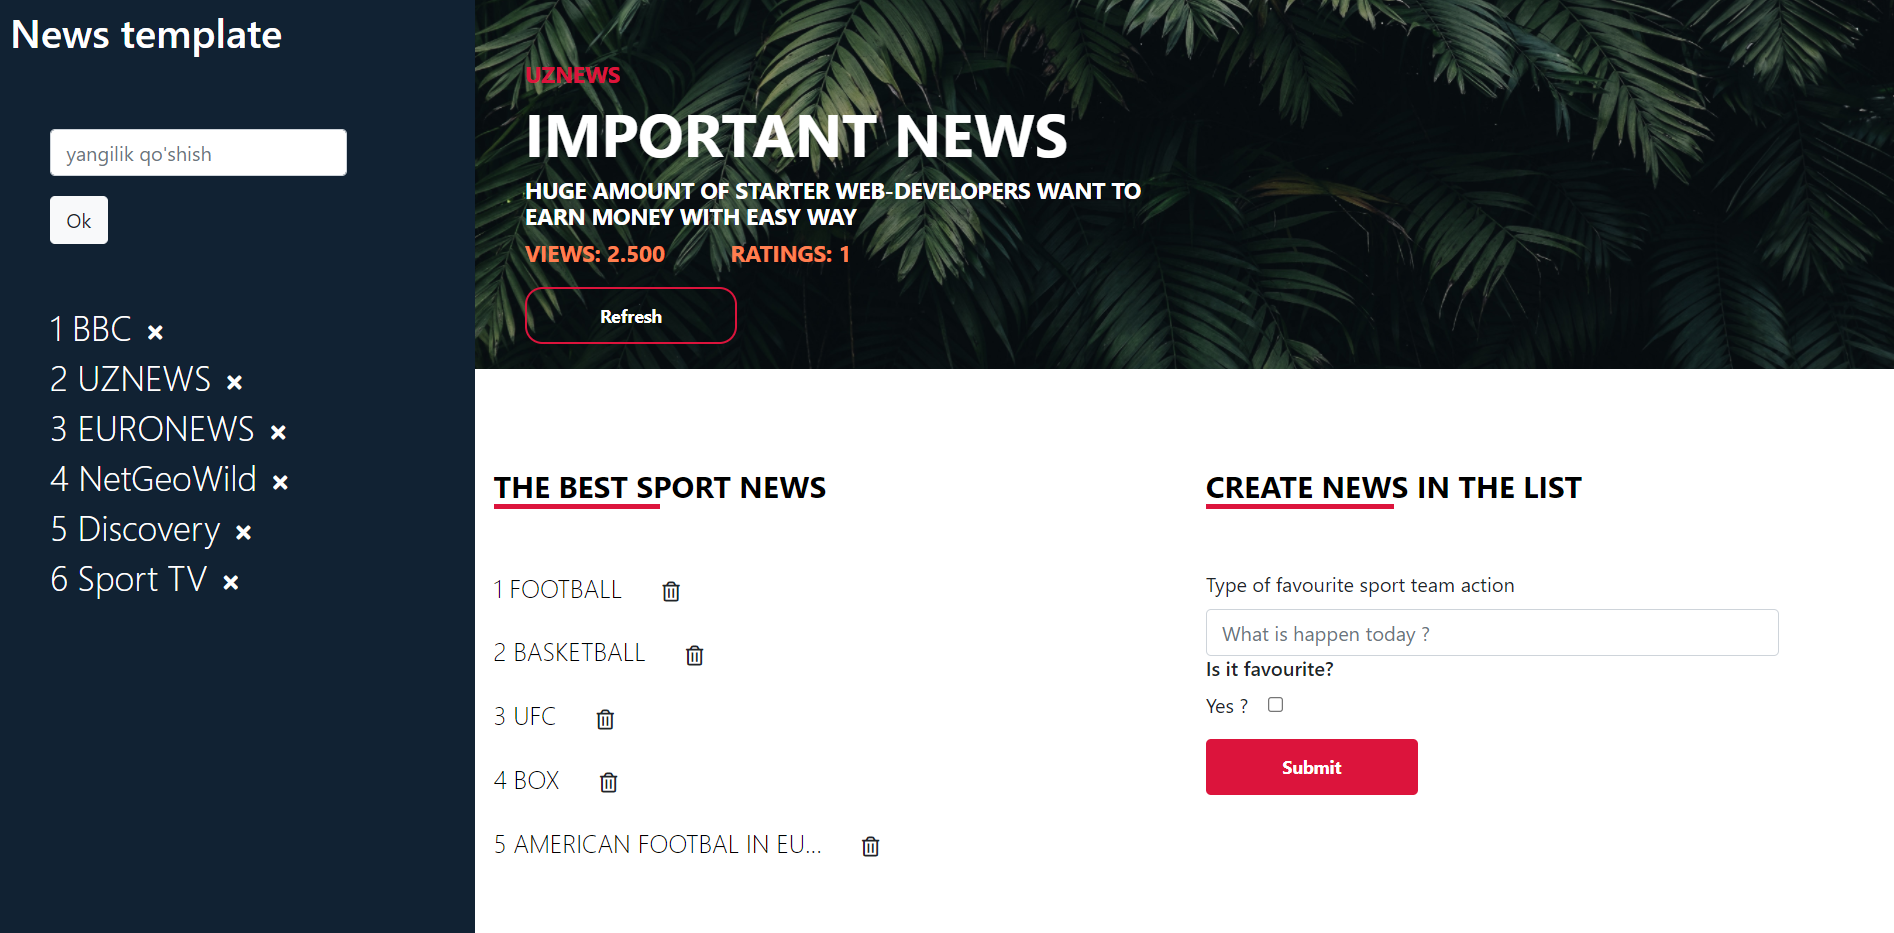 News template
yangilik qo'shish
Ok
1 BBC
2 UZNEWS
3 EURONEWS
4 NetGeoWild
5 Discovery
6 Sport TV
UZNEWS
IMPORTANT NEWS
HUGE AMOUNT OF STARTER WEB-DEVELOPERS WANT TO
EARN MONEY WITH EASY WAY
VIEWS: 2.500 RATINGS: 1
Refresh
THE BEST SPORT NEWS
1 FOOTBALL
2 BASKETBALL
3 UFC
4 BOX
5 AMERICAN FOOTBAL IN EU...
CREATE NEWS IN THE LIST
Type of favourite sport team action
What is happen today ?
Is it favourite?
Yes ?
Submit